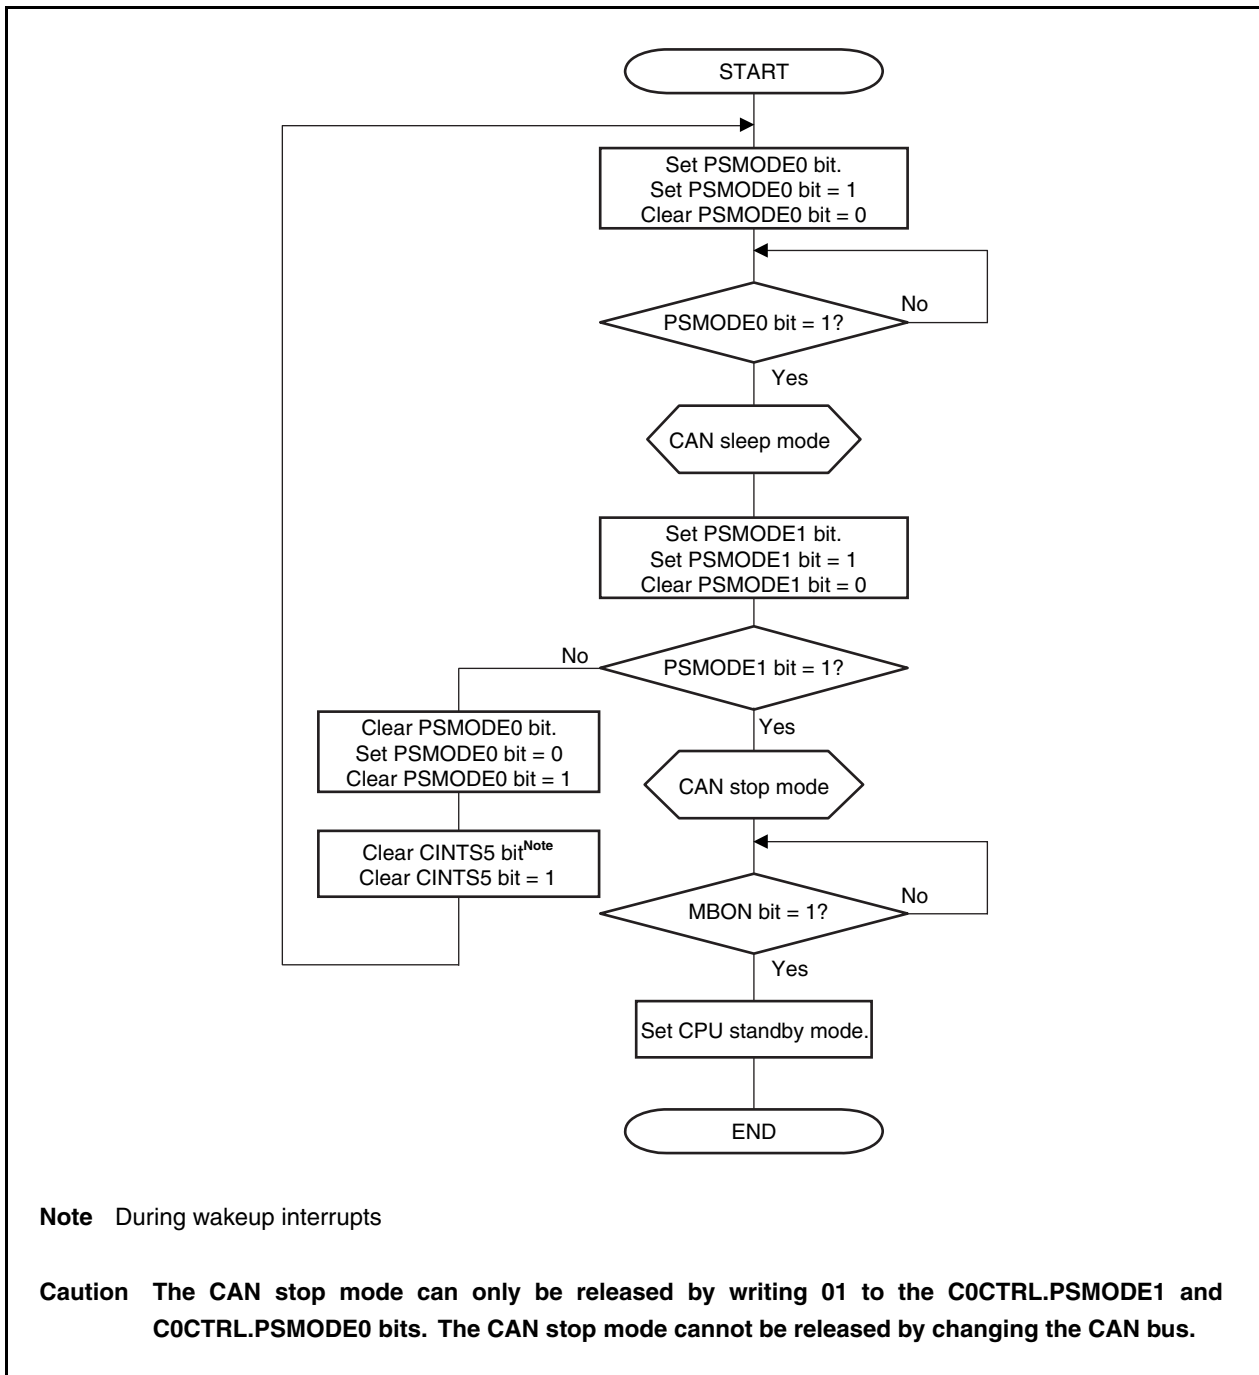 START
Set PSMODE0 bit.
Set PSMODE0 bit = 1
Clear PSMODE0 bit = 0
PSMODE0 bit = 1?
No
Yes
CAN sleep mode
Set PSMODE1 bit.
Set PSMODE1 bit = 1
Clear PSMODE1 bit = 0
PSMODE1 bit = 1?
No
Yes
Clear PSMODE0 bit.
Set PSMODE0 bit = 0
Clear PSMODE0 bit = 1
Clear CINTS5 bitNote
Clear CINTS5 bit = 1
CAN stop mode
MBON bit = 1?
No
Yes
Set CPU standby mode.
END
Note During wakeup interrupts
Caution The CAN stop mode can only be released by writing 01 to the C0CTRL.PSMODE1 and
C0CTRL.PSMODE0 bits. The CAN stop mode cannot be released by changing the CAN bus.